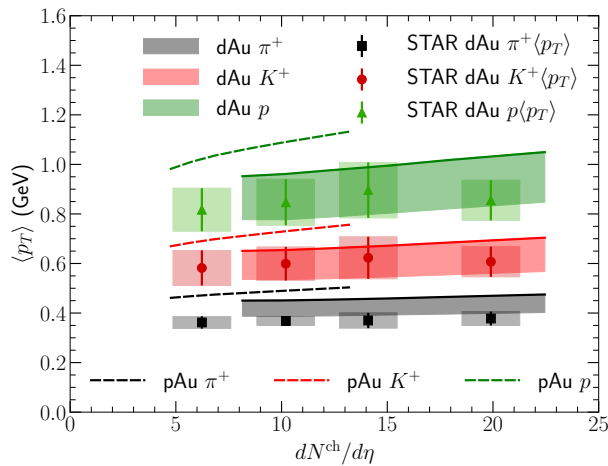 1.6
1.4
1.2
1.0
0.8
0.6
0.4
0.2
0.0
⟨p_T⟩ (GeV)
dAu π⁺
dAu K⁺
dAu p
STAR dAu π⁺⟨p_T⟩
STAR dAu K⁺⟨p_T⟩
STAR dAu p⟨p_T⟩
pAu π⁺
pAu K⁺
pAu p
0 5 10 15 20 25
dN^ch/dη